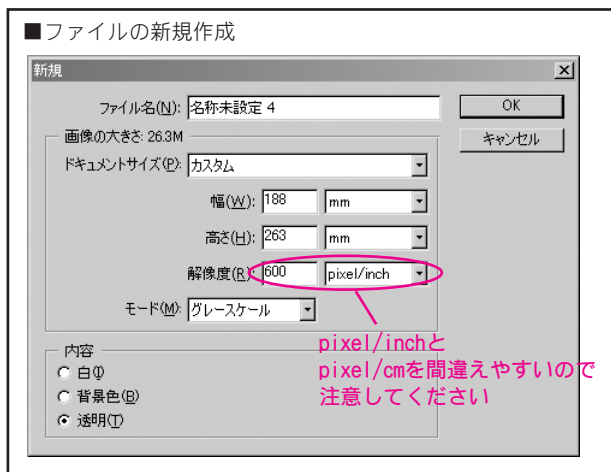 ■ファイルの新規作成
新規
ファイル名(N): 名称未設定 4
OK
画像の大きさ: 26.3M
キャンセル
ドキュメントサイズ(P): カスタム
幅(W): 188 mm
高さ(H): 263 mm
解像度(R): 600 pixel/inch
モード(M): グレースケール
pixel/inchと
pixel/cmを間違えやすいので
注意してください
内容
白(I)
背景色(B)
透明(T)